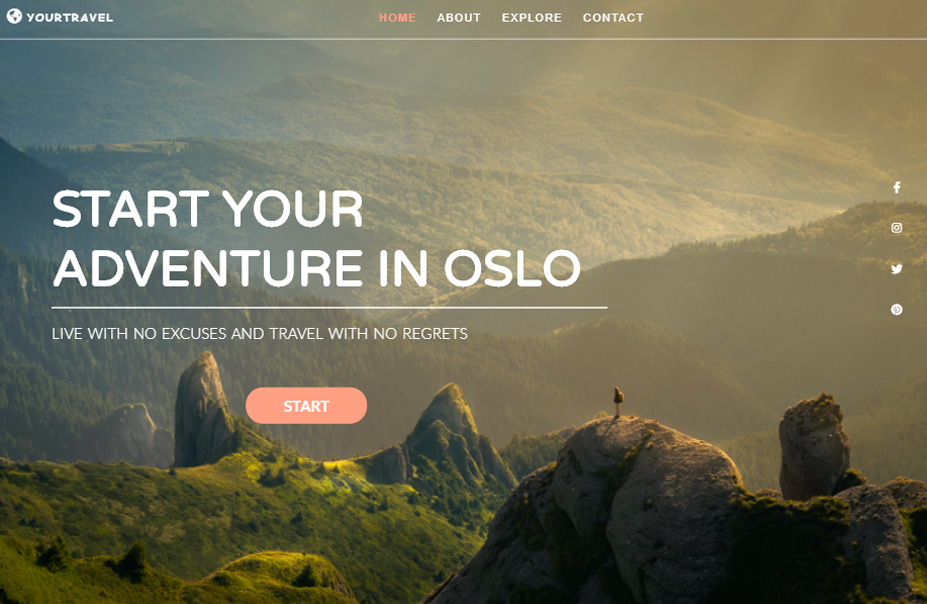 YOURTRAVEL
HOME ABOUT EXPLORE CONTACT
START YOUR
ADVENTURE IN OSLO
LIVE WITH NO EXCUSES AND TRAVEL WITH NO REGRETS
START